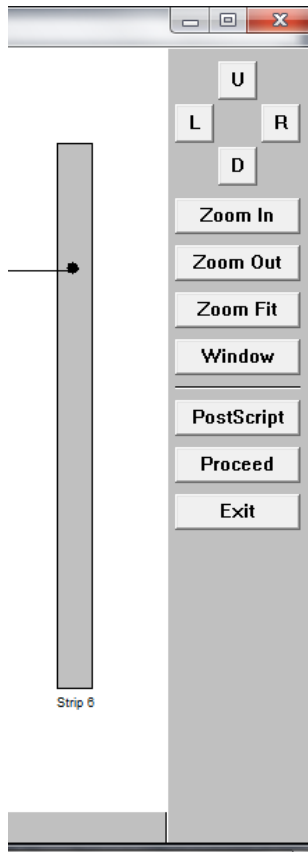 U
L R
D
Zoom In
Zoom Out
Zoom Fit
Window
PostScript
Proceed
Exit
Strip 6